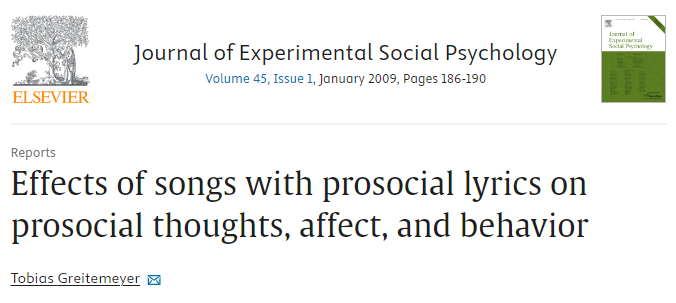 ELSEVIER
Journal of Experimental Social Psychology
Volume 45, Issue 1, January 2009, Pages 186-190
Journal of
Experimental
Social Psychology
Reports
Effects of songs with prosocial lyrics on
prosocial thoughts, affect, and behavior
Tobias Greitemeyer